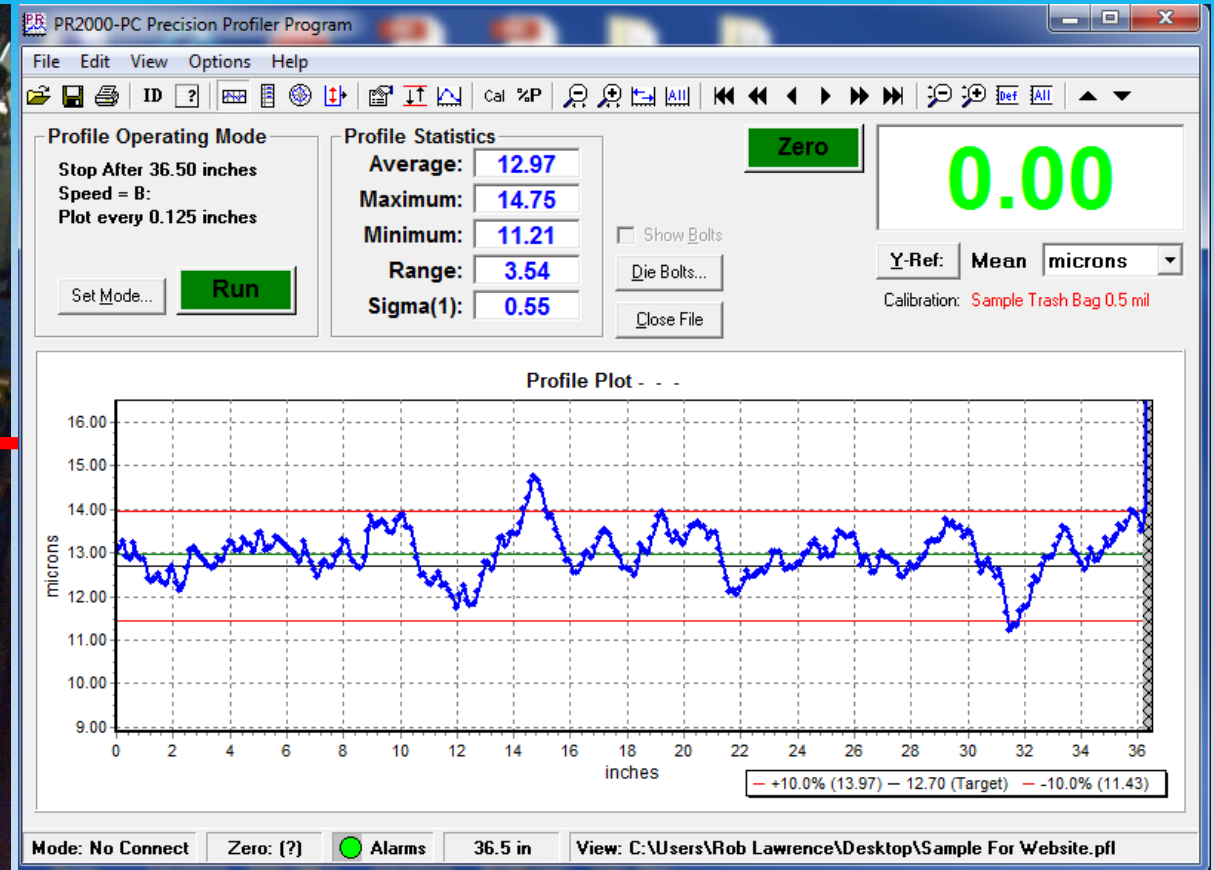 PR2000-PC Precision Profiler Program
File Edit View Options Help
ID ? Cal %P All Def All
Profile Operating Mode
Stop After 36.50 inches
Speed = B:
Plot every 0.125 inches
Set Mode... Run
Profile Statistics
Average: 12.97
Maximum: 14.75
Minimum: 11.21
Range: 3.54
Sigma(1): 0.55
Show Bolts
Die Bolts...
Close File
Zero
0.00
Y-Ref: Mean microns
Calibration: Sample Trash Bag 0.5 mil
Profile Plot - - -
microns
16.00
15.00
14.00
13.00
12.00
11.00
10.00
9.00
0 2 4 6 8 10 12 14 16 18 20 22 24 26 28 30 32 34 36
inches
+10.0% (13.97) 12.70 (Target) -10.0% (11.43)
Mode: No Connect Zero: (?) Alarms 36.5 in View: C:\Users\Rob Lawrence\Desktop\Sample For Website.pfl